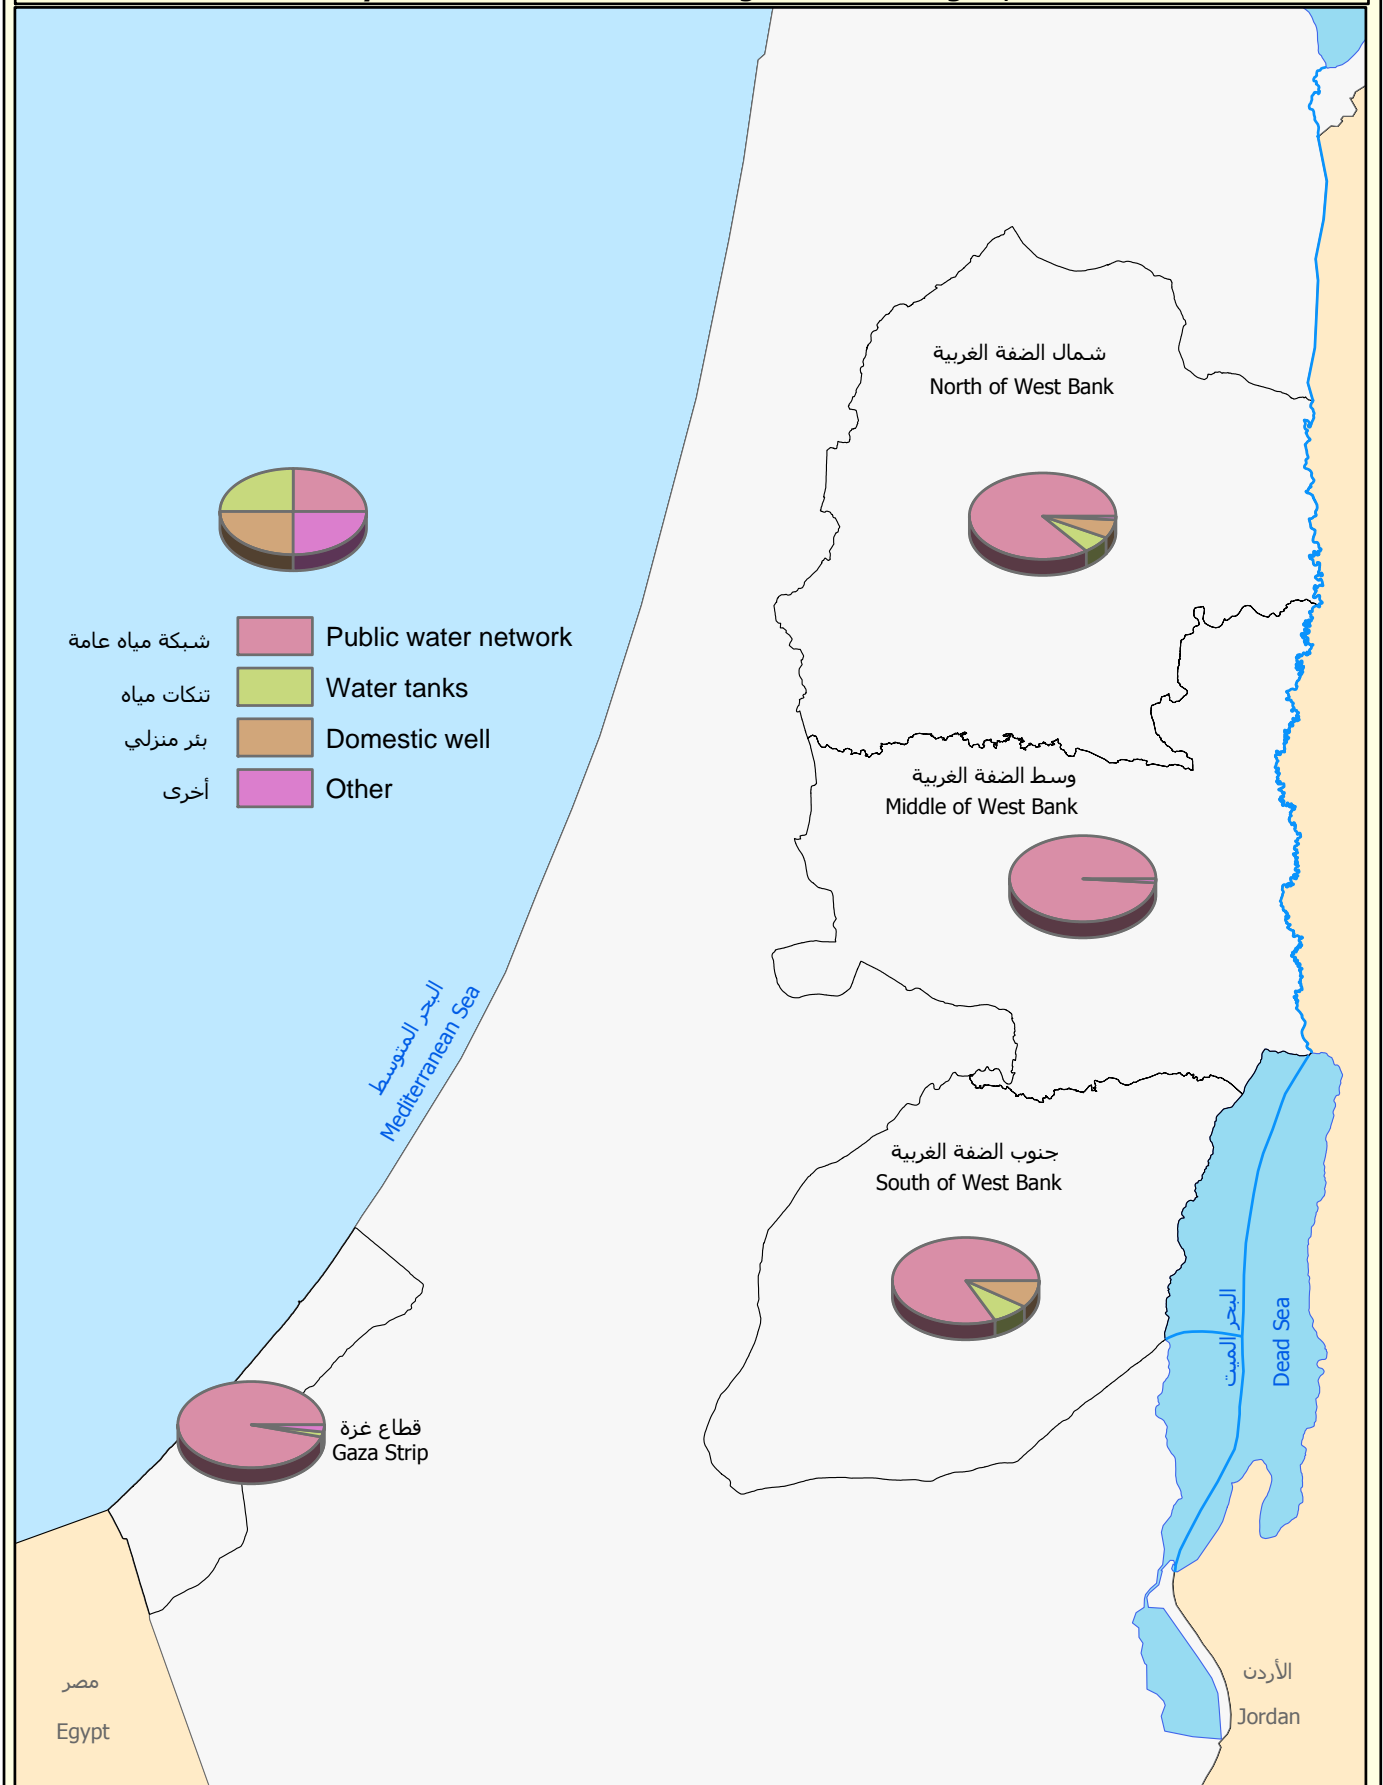 شمال الضفة الغربية
North of West Bank
شبكة مياه عامة
Public water network
تنكات مياه
Water tanks
بئر منزلي
Domestic well
أخرى
Other
وسط الضفة الغربية
Middle of West Bank
البحر المتوسط
Mediterranean Sea
جنوب الضفة الغربية
South of West Bank
البحر الميت
Dead Sea
قطاع غزة
Gaza Strip
مصر
Egypt
الأردن
Jordan